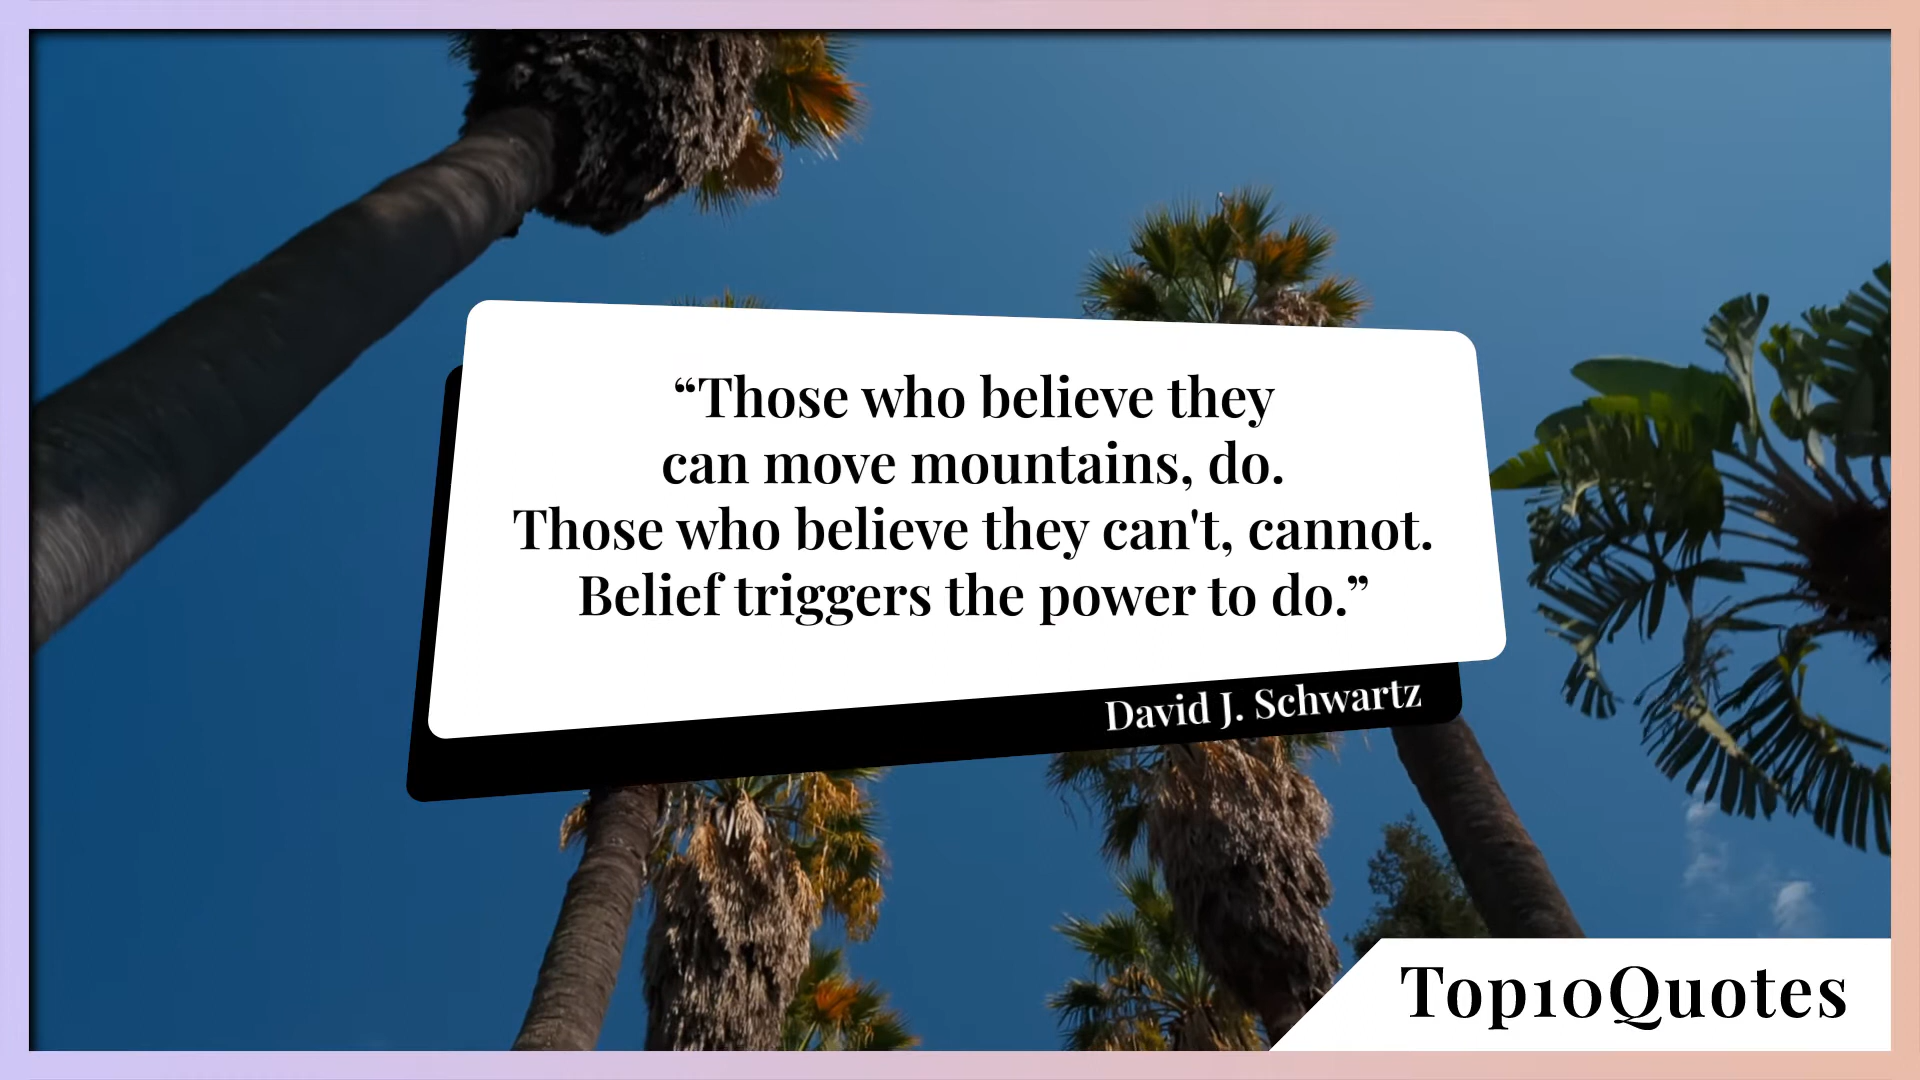 “Those who believe they
can move mountains, do.
Those who believe they can't, cannot.
Belief triggers the power to do.”
David J. Schwartz
Top10Quotes